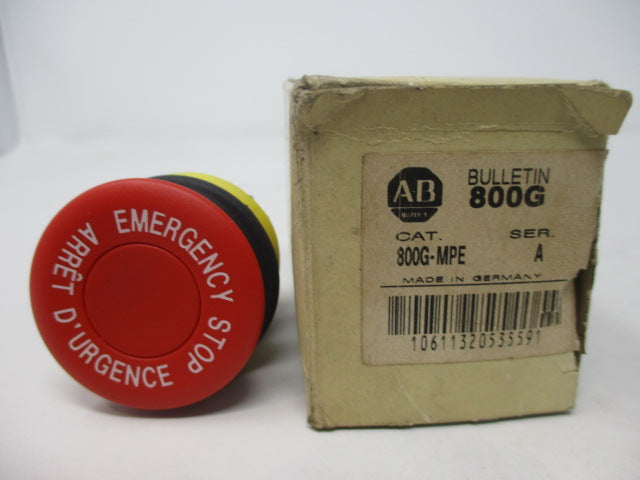 EMERGENCY STOP
ARRÊT D'URGENCE
AB
BULLETIN
800G
CAT. SER.
800G-MPE A
MADE IN GERMANY
10611320535591